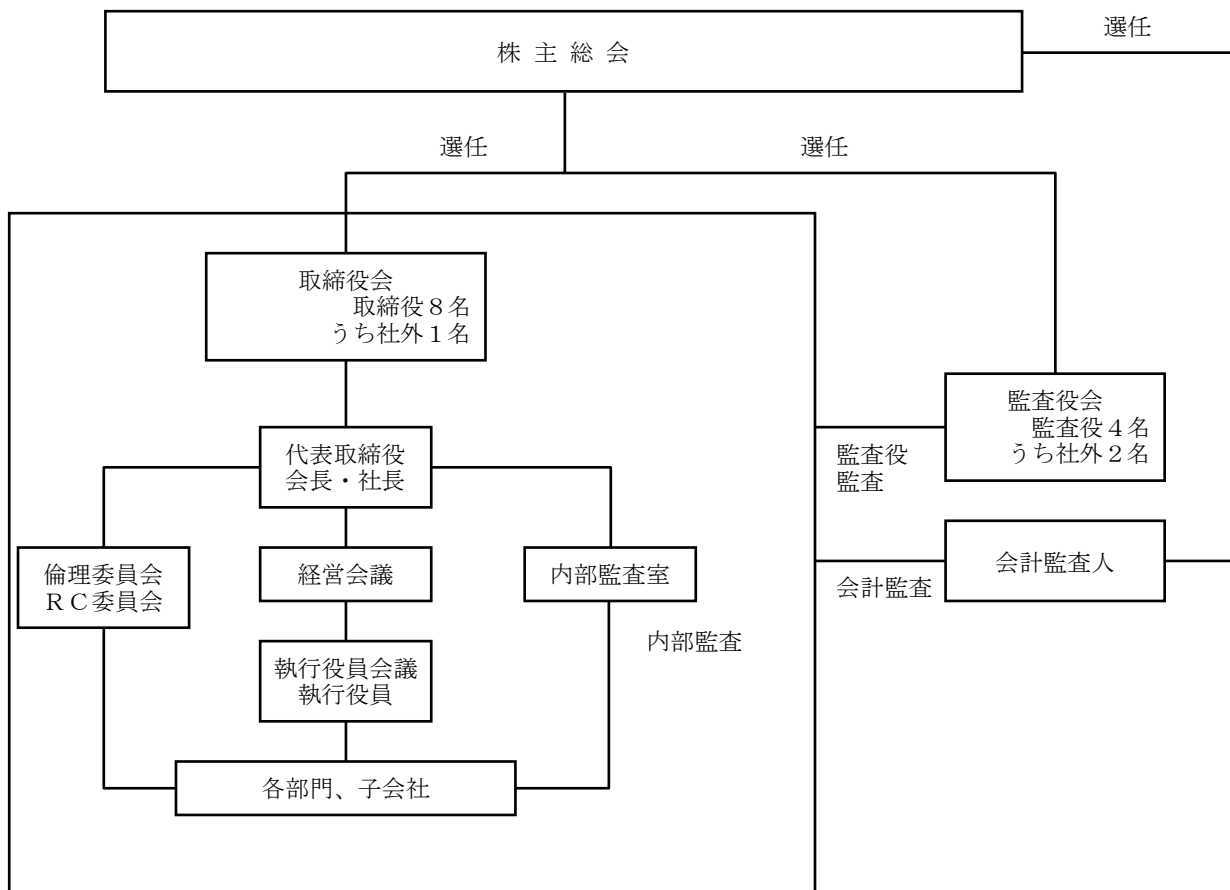 選任
株 主 総 会
選任
選任
取締役会
取締役８名
うち社外１名
監査役会
監査役４名
うち社外２名
代表取締役
会長・社長
監査役
監査
倫理委員会
ＲＣ委員会
経営会議
内部監査室
会計監査人
会計監査
内部監査
執行役員会議
執行役員
各部門、子会社